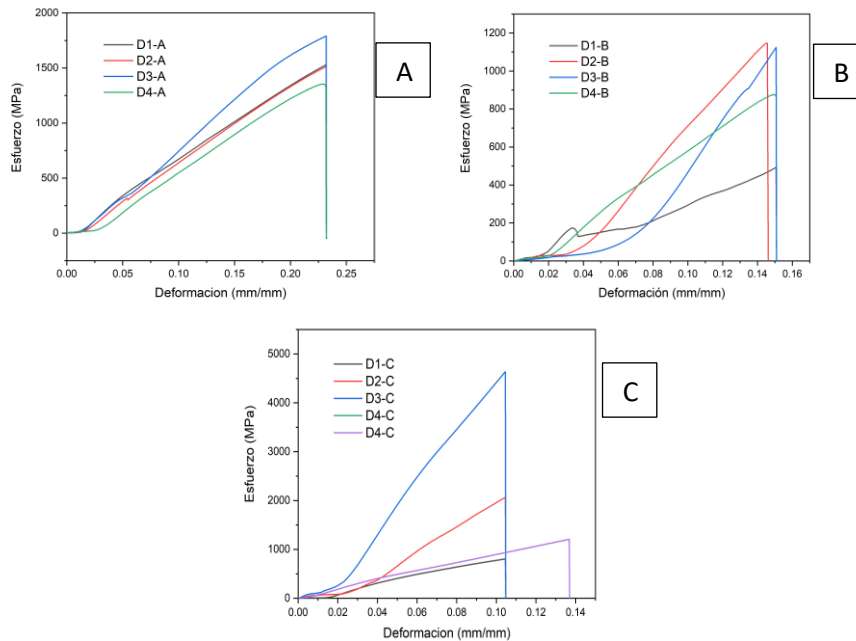 2000
1500
1000
500
0
Esfuerzo (MPa)
D1-A
D2-A
D3-A
D4-A
0.00 0.05 0.10 0.15 0.20 0.25
Deformacion (mm/mm)
A
1200
1000
800
600
400
200
0
Esfuerzo (MPa)
D1-B
D2-B
D3-B
D4-B
0.00 0.02 0.04 0.06 0.08 0.10 0.12 0.14 0.16
Deformación (mm/mm)
B
5000
4000
3000
2000
1000
0
Esfuerzo (MPa)
D1-C
D2-C
D3-C
D4-C
D4-C
0.00 0.02 0.04 0.06 0.08 0.10 0.12 0.14
Deformacion (mm/mm)
C